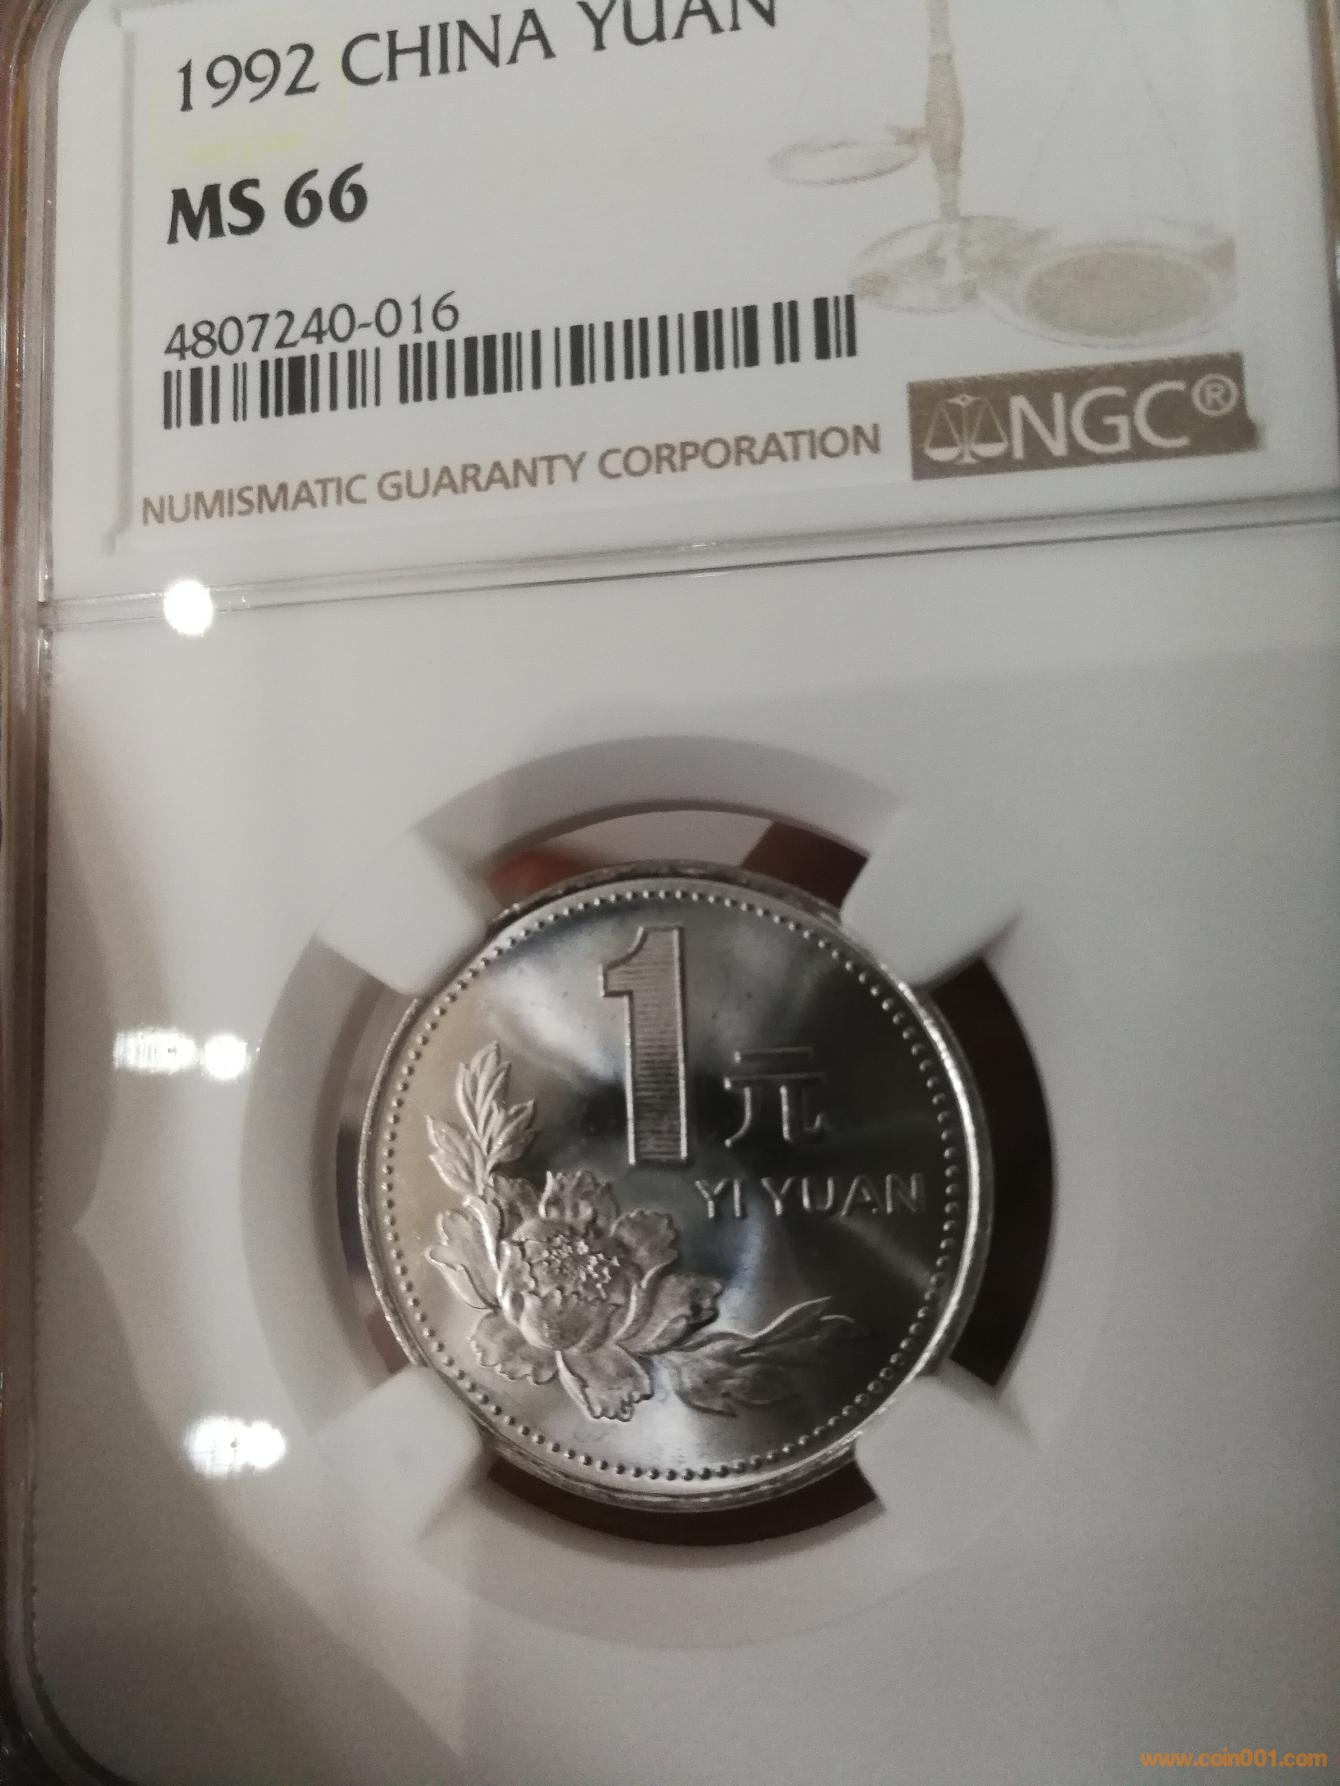 1992 CHINA YUAN
MS 66
4807240-016
NUMISMATIC GUARANTY CORPORATION
NGC®
1
元
YI YUAN
www.coin001.com